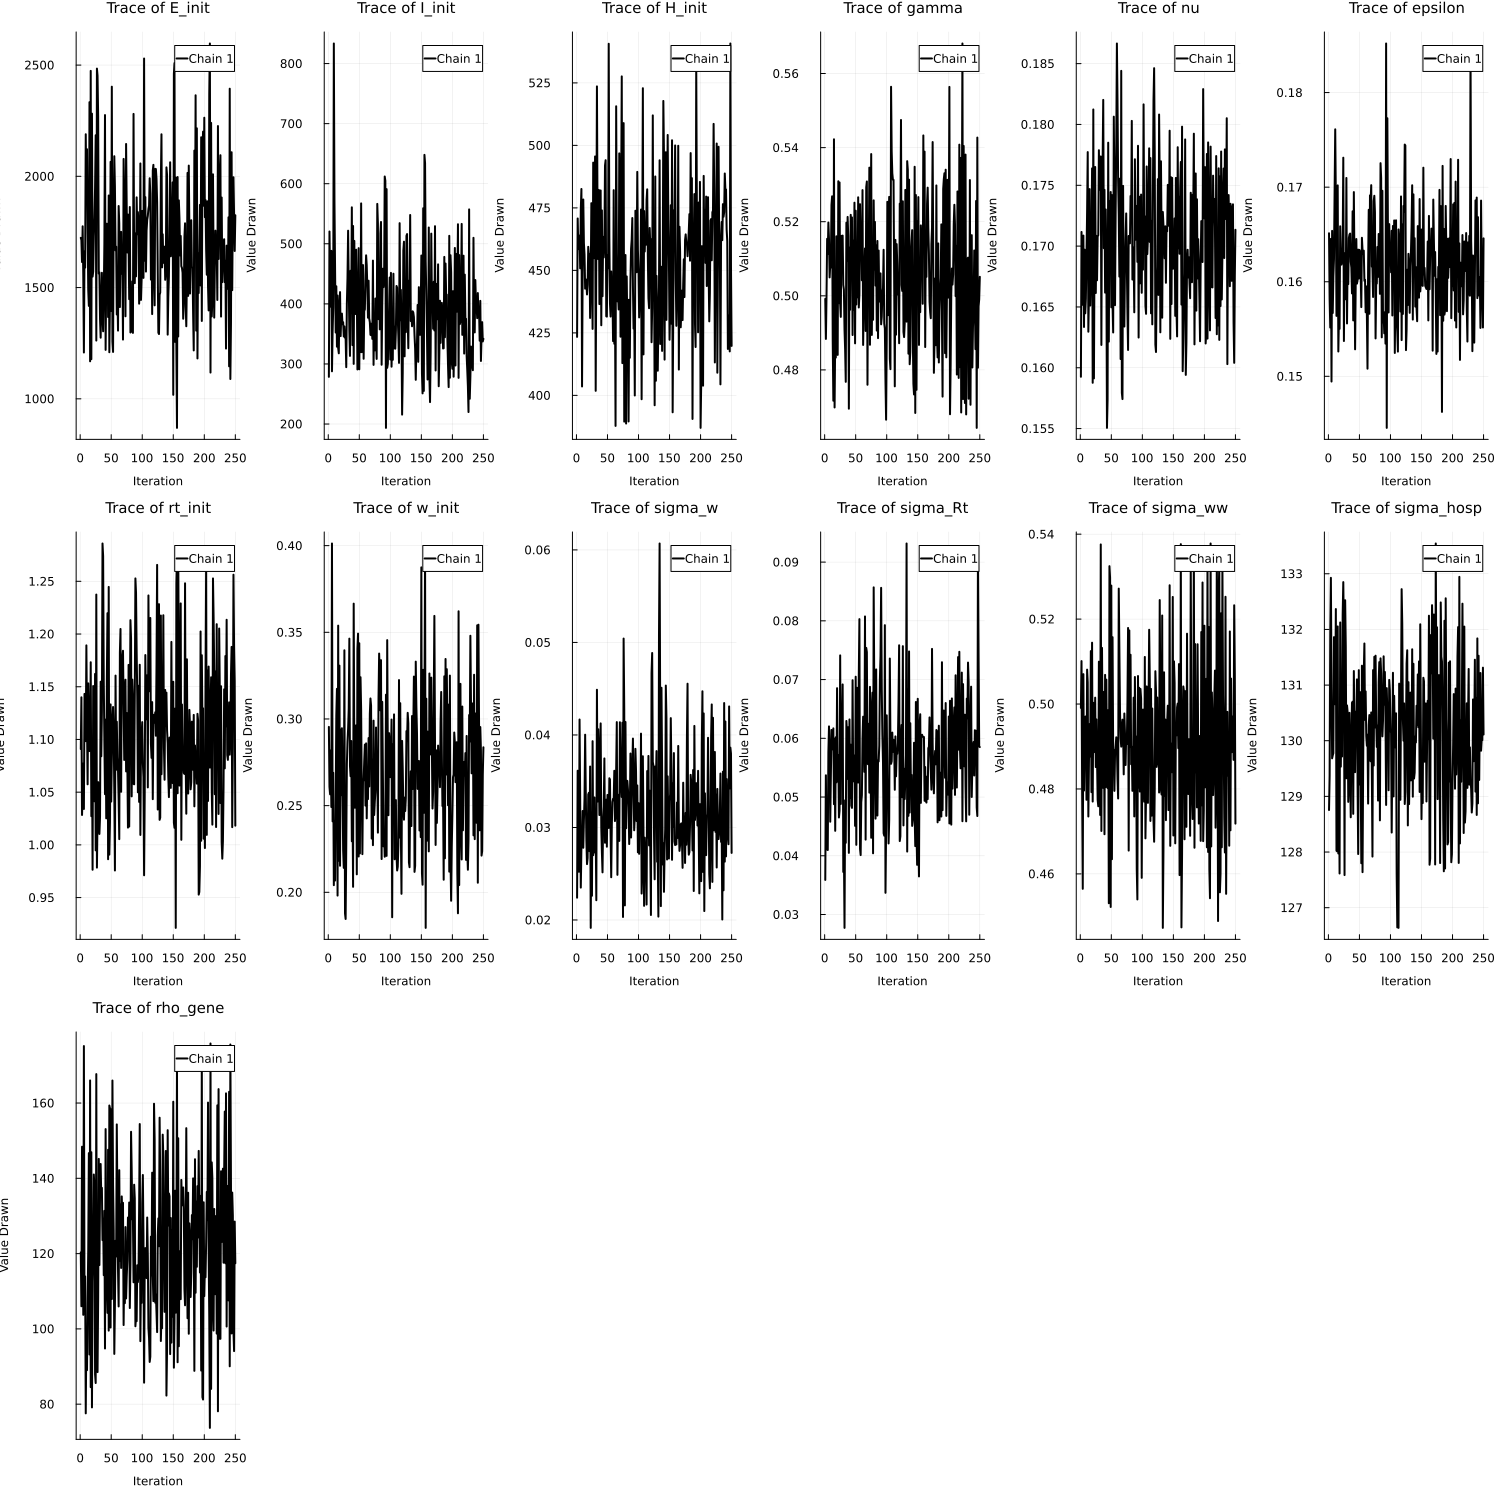 Trace of E_init
Trace of I_init
Trace of H_init
Trace of gamma
Trace of nu
Trace of epsilon
Chain 1
Chain 1
Chain 1
Chain 1
Chain 1
Chain 1
2500
2000
1500
1000
Value Drawn
800
700
600
500
400
300
200
Value Drawn
525
500
475
450
425
400
Value Drawn
0.56
0.54
0.52
0.50
0.48
Value Drawn
0.185
0.180
0.175
0.170
0.165
0.160
0.155
Value Drawn
0.18
0.17
0.16
0.15
0 50 100 150 200 250
0 50 100 150 200 250
0 50 100 150 200 250
0 50 100 150 200 250
0 50 100 150 200 250
0 50 100 150 200 250
Iteration
Iteration
Iteration
Iteration
Iteration
Iteration
Trace of rt_init
Trace of w_init
Trace of sigma_w
Trace of sigma_Rt
Trace of sigma_ww
Trace of sigma_hosp
Chain 1
Chain 1
Chain 1
Chain 1
Chain 1
Chain 1
Value Drawn
1.25
1.20
1.15
1.10
1.05
1.00
0.95
Value Drawn
0.40
0.35
0.30
0.25
0.20
Value Drawn
0.06
0.05
0.04
0.03
0.02
Value Drawn
0.09
0.08
0.07
0.06
0.05
0.04
0.03
Value Drawn
0.54
0.52
0.50
0.48
0.46
Value Drawn
133
132
131
130
129
128
127
0 50 100 150 200 250
0 50 100 150 200 250
0 50 100 150 200 250
0 50 100 150 200 250
0 50 100 150 200 250
0 50 100 150 200 250
Iteration
Iteration
Iteration
Iteration
Iteration
Iteration
Trace of rho_gene
Chain 1
Value Drawn
160
140
120
100
80
0 50 100 150 200 250
Iteration